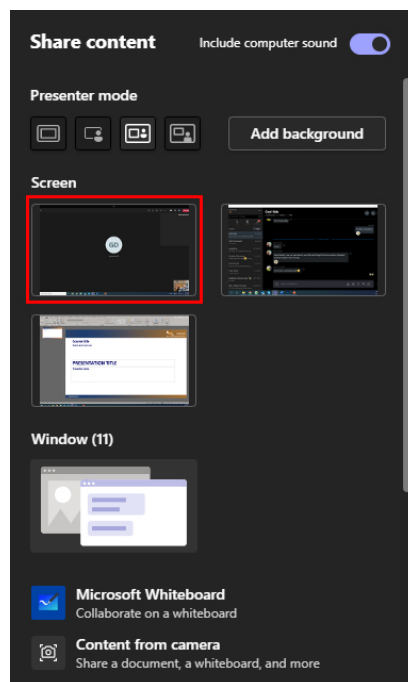 Share content
Include computer sound
Presenter mode
Add background
Screen
GD
PRESENTATION TITLE
Window (11)
Microsoft Whiteboard
Collaborate on a whiteboard
Content from camera
Share a document, a whiteboard, and more